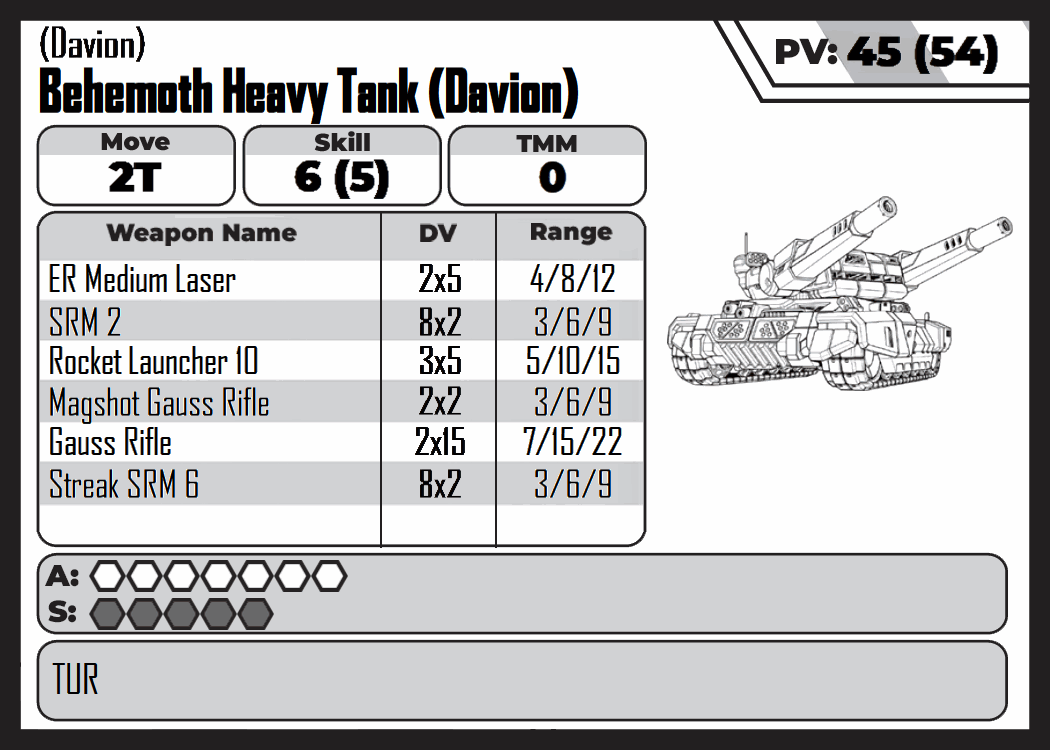 (Davion)
Behemoth Heavy Tank (Davion)
PV: 45 (54)
Move Skill TMM
2T 6 (5) 0
Weapon Name DV Range
ER Medium Laser 2x5 4/8/12
SRM 2 8x2 3/6/9
Rocket Launcher 10 3x5 5/10/15
Magshot Gauss Rifle 2x2 3/6/9
Gauss Rifle 2x15 7/15/22
Streak SRM 6 8x2 3/6/9
A:
S:
TUR